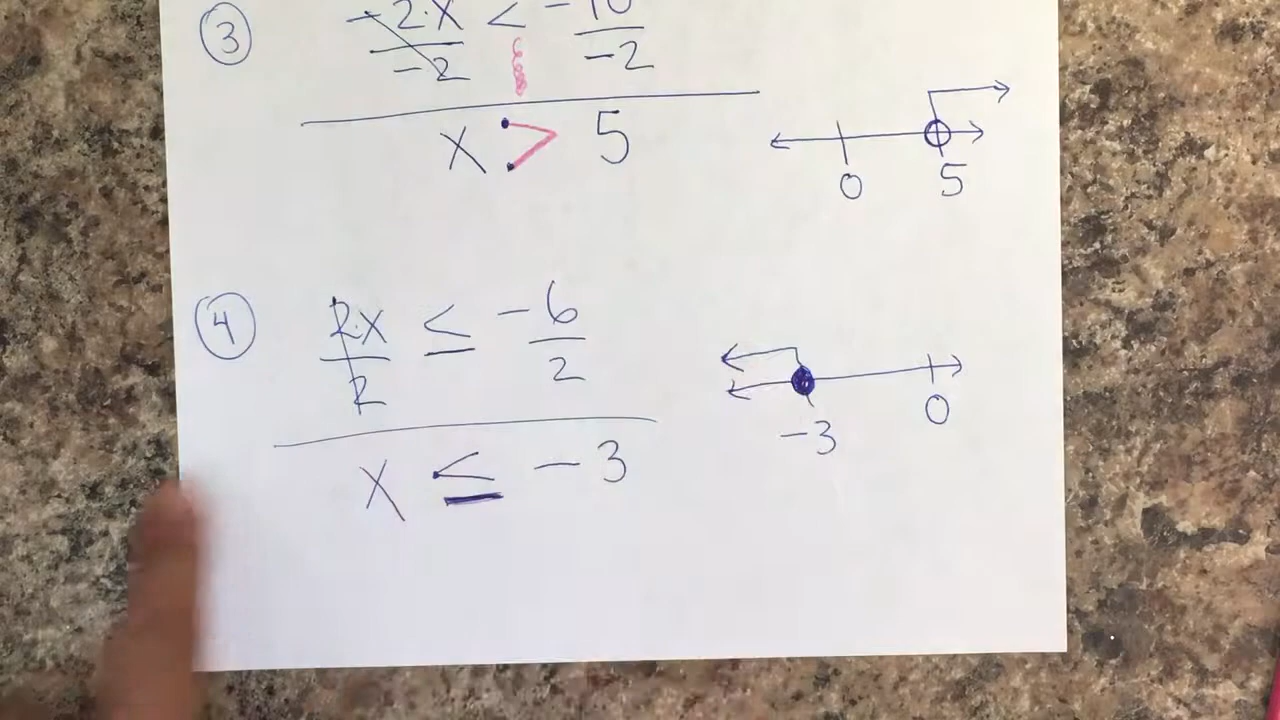 ③ -2·x < -10
-2 -2
x > 5
0 5
④ 2·x ≤ -6
2 2
x ≤ -3
-3 0